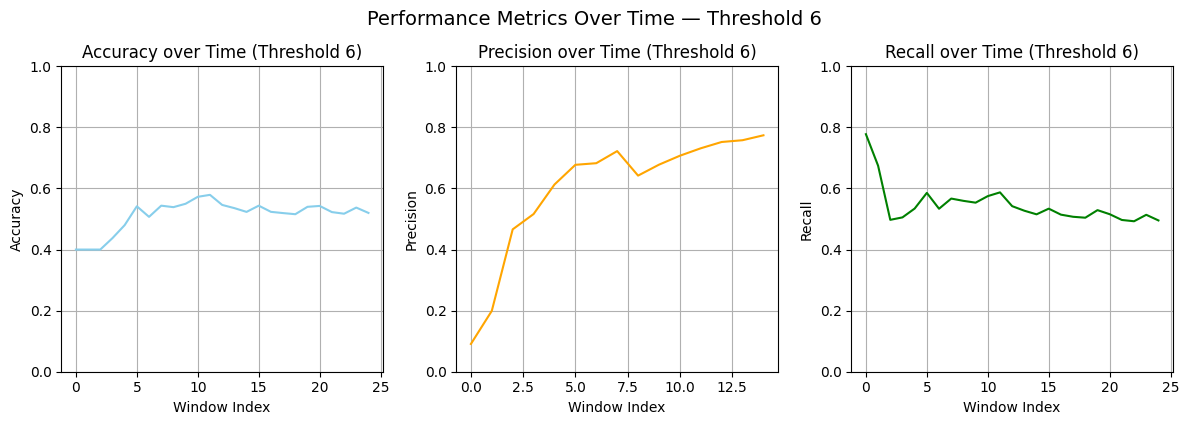 Performance Metrics Over Time — Threshold 6
Accuracy over Time (Threshold 6)
1.0
0.8
0.6
0.4
0.2
0.0
Accuracy
0 5 10 15 20 25
Window Index
Precision over Time (Threshold 6)
1.0
0.8
0.6
0.4
0.2
0.0
Precision
0.0 2.5 5.0 7.5 10.0 12.5
Window Index
Recall over Time (Threshold 6)
1.0
0.8
0.6
0.4
0.2
0.0
Recall
0 5 10 15 20 25
Window Index